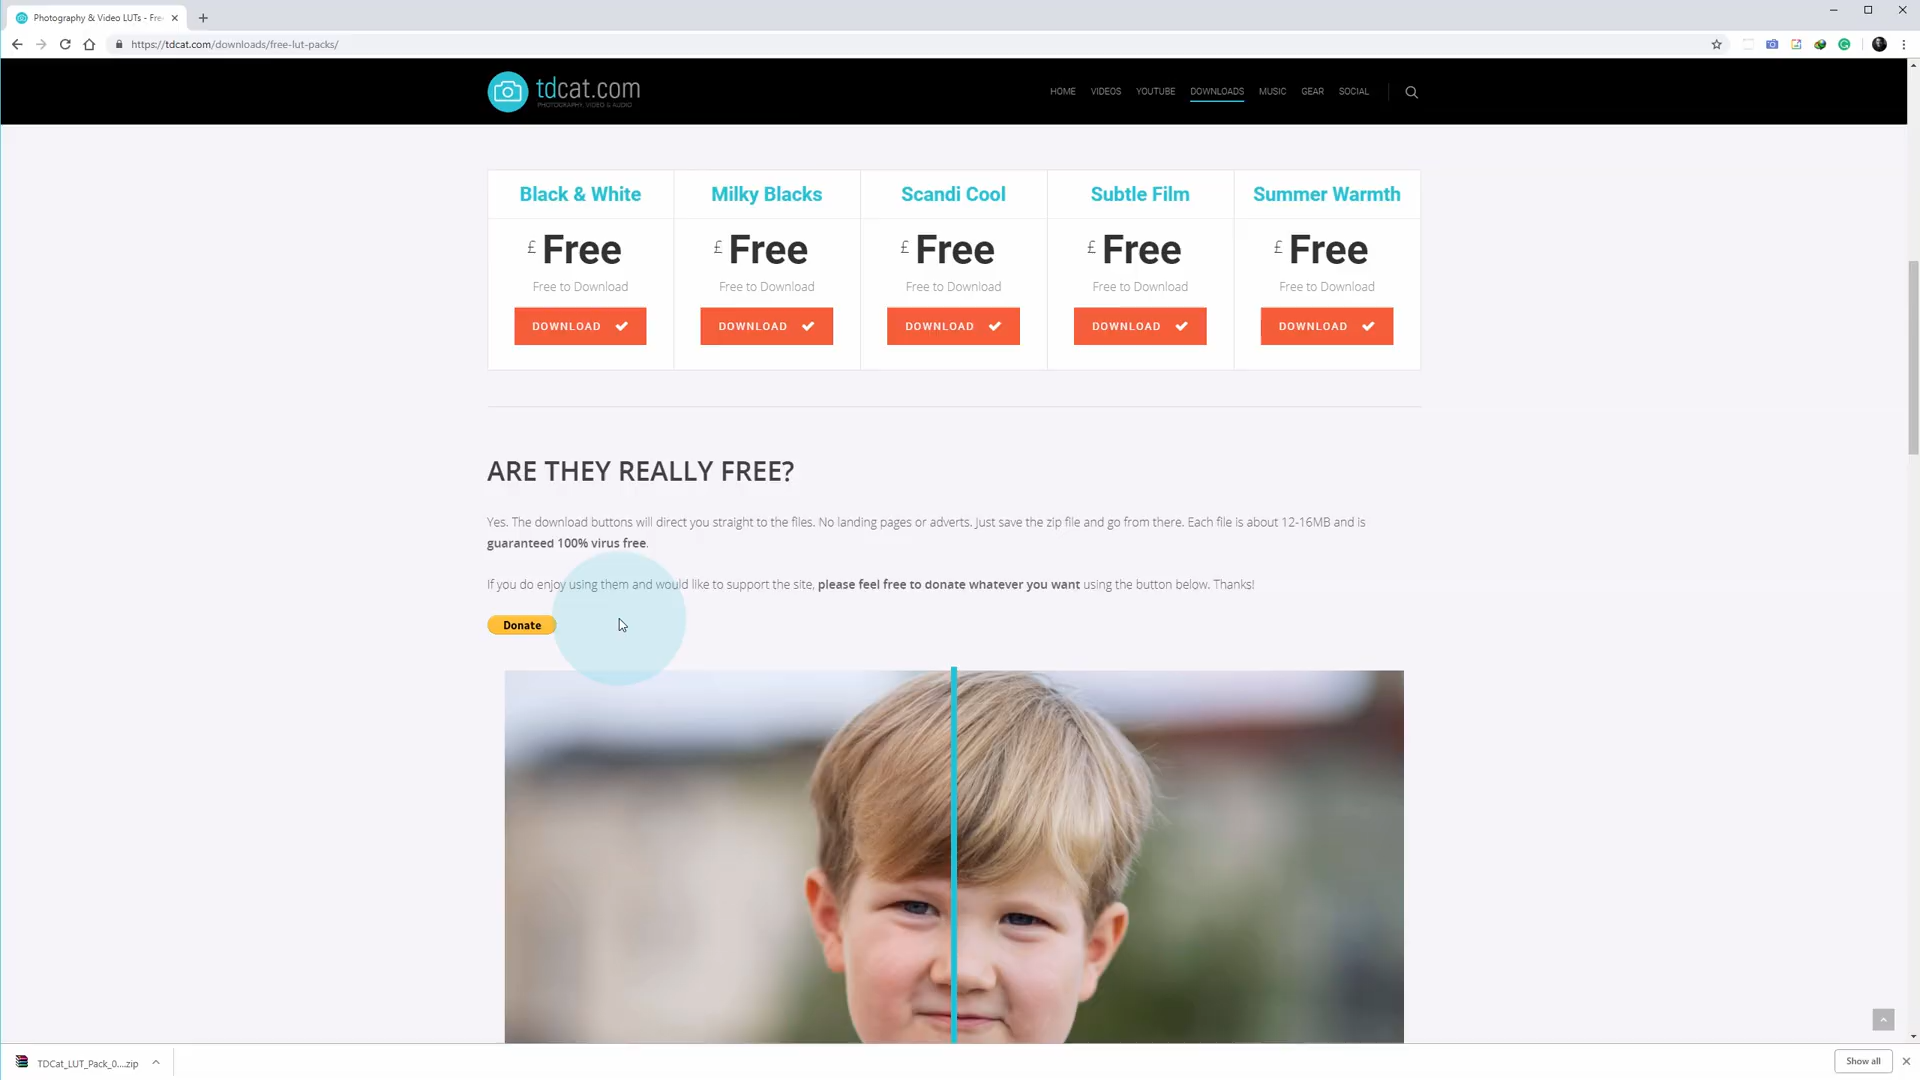 Photography & Video LUTs - Fre
https://tdcat.com/downloads/free-lut-packs/
tdcat.com
PHOTOGRAPHY, VIDEO & AUDIO
HOME VIDEOS YOUTUBE DOWNLOADS MUSIC GEAR SOCIAL
Black & White Milky Blacks Scandi Cool Subtle Film Summer Warmth
£ Free £ Free £ Free £ Free £ Free
Free to Download Free to Download Free to Download Free to Download Free to Download
DOWNLOAD DOWNLOAD DOWNLOAD DOWNLOAD DOWNLOAD
ARE THEY REALLY FREE?
Yes. The download buttons will direct you straight to the files. No landing pages or adverts. Just save the zip file and go from there. Each file is about 12-16MB and is
guaranteed 100% virus free.
If you do enjoy using them and would like to support the site, please feel free to donate whatever you want using the button below. Thanks!
Donate
TDCat_LUT_Pack_0....zip
Show all